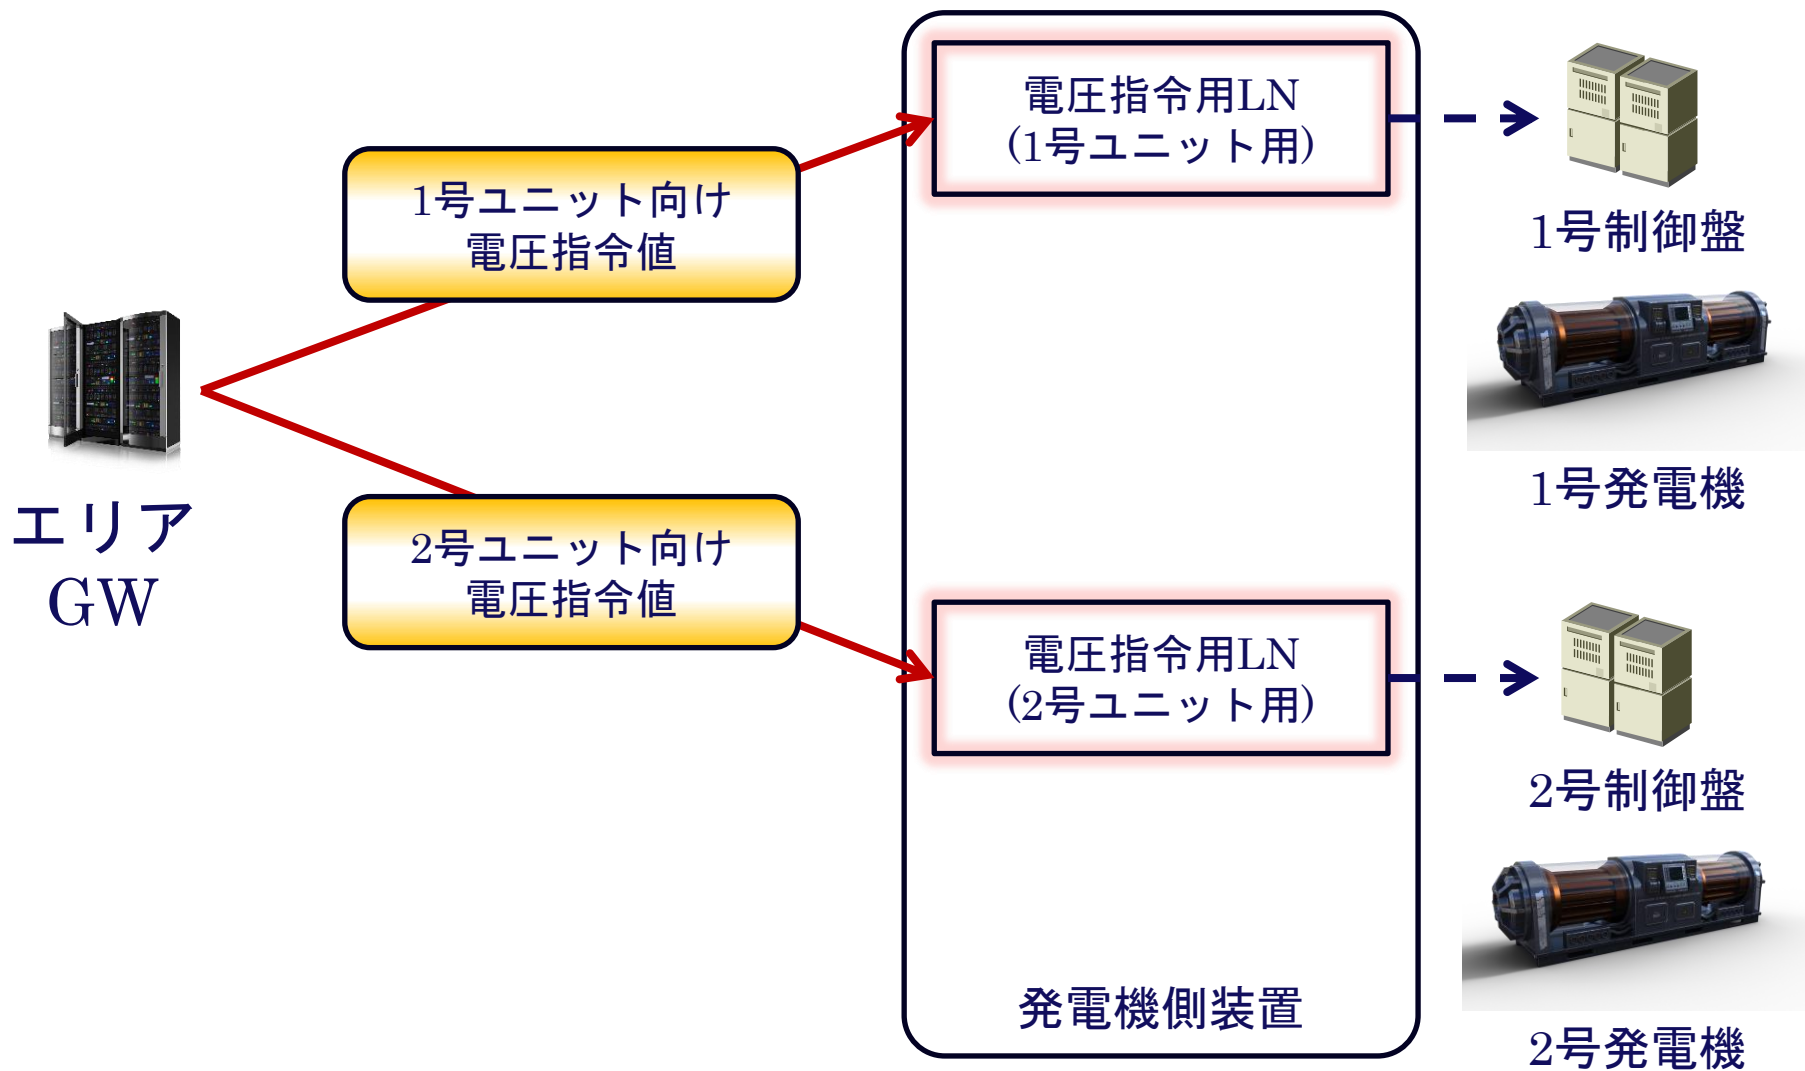 電圧指令用LN
(1号ユニット用)
1号ユニット向け
電圧指令値
1号制御盤
1号発電機
エリア
GW
2号ユニット向け
電圧指令値
電圧指令用LN
(2号ユニット用)
2号制御盤
発電機側装置
2号発電機